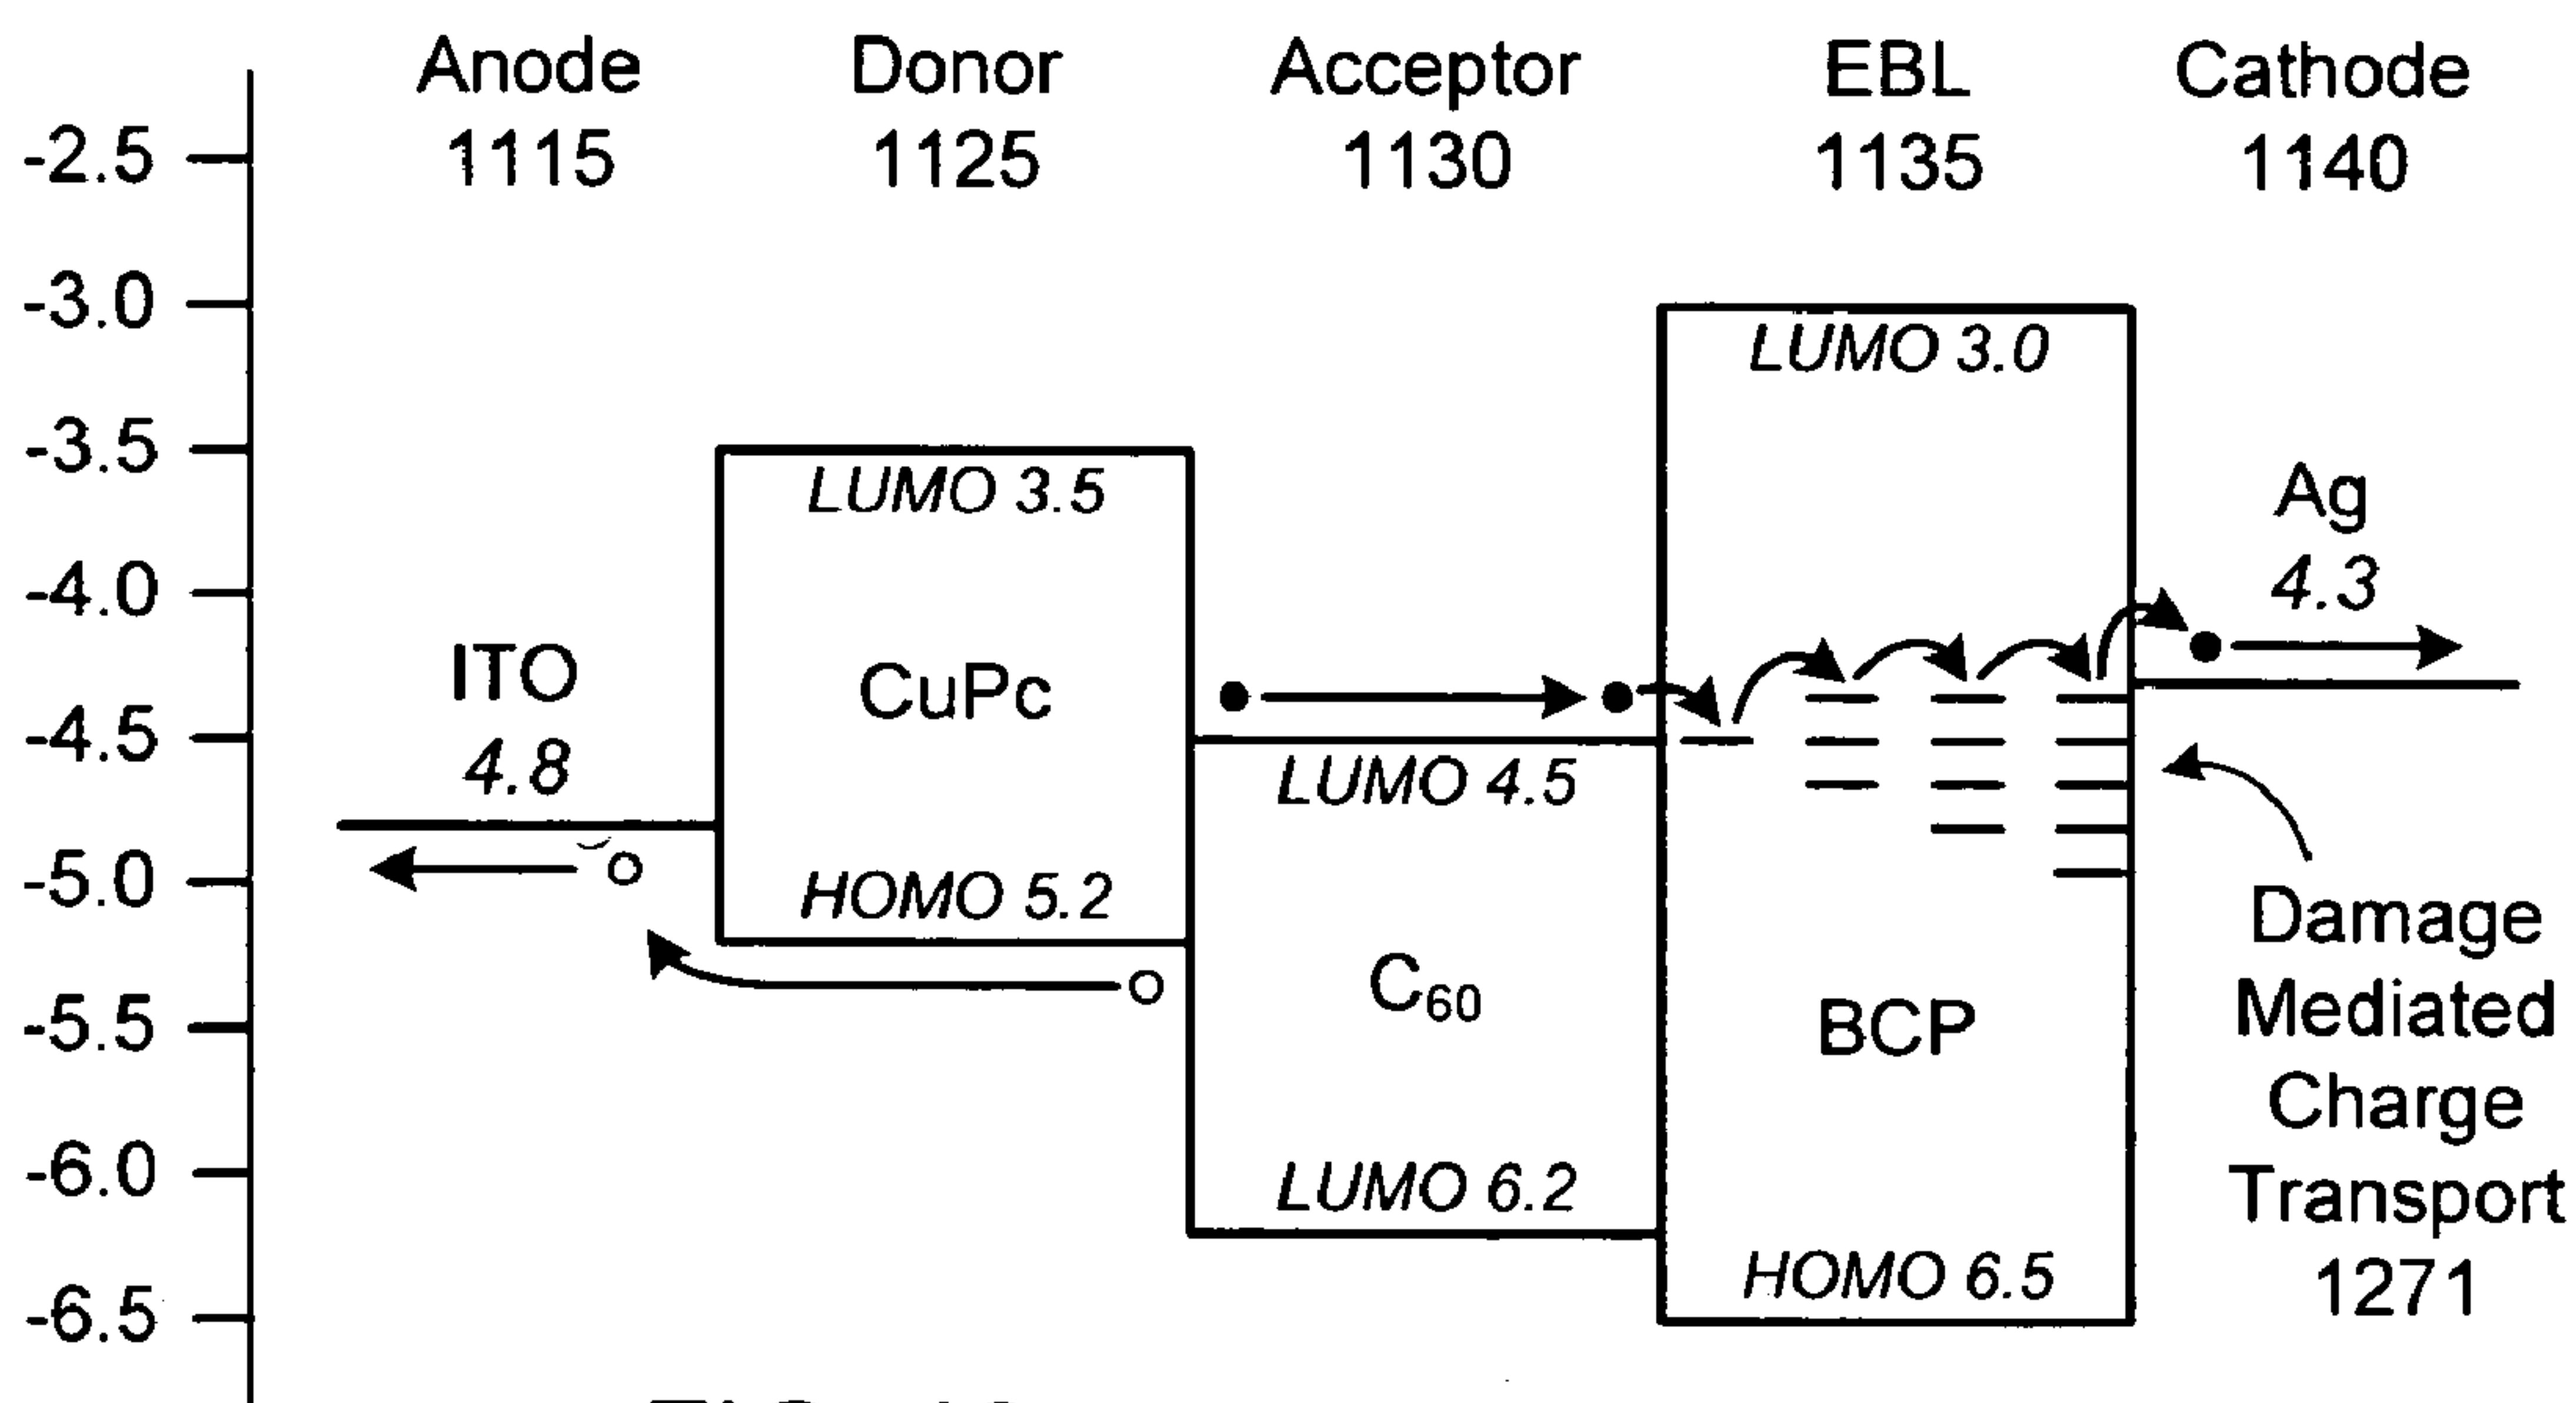 Anode
1115
Donor
1125
Acceptor
1130
EBL
1135
Cathode
1140
-2.5
-3.0
-3.5
-4.0
-4.5
-5.0
-5.5
-6.0
-6.5
ITO
4.8
LUMO 3.5
CuPc
HOMO 5.2
LUMO 4.5
C60
LUMO 6.2
LUMO 3.0
BCP
HOMO 6.5
Ag
4.3
Damage
Mediated
Charge
Transport
1271